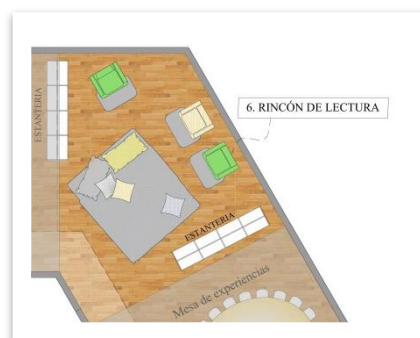 ESTANTERIA
6. RINCÓN DE LECTURA
ESTANTERIA
Mesa de experiencias